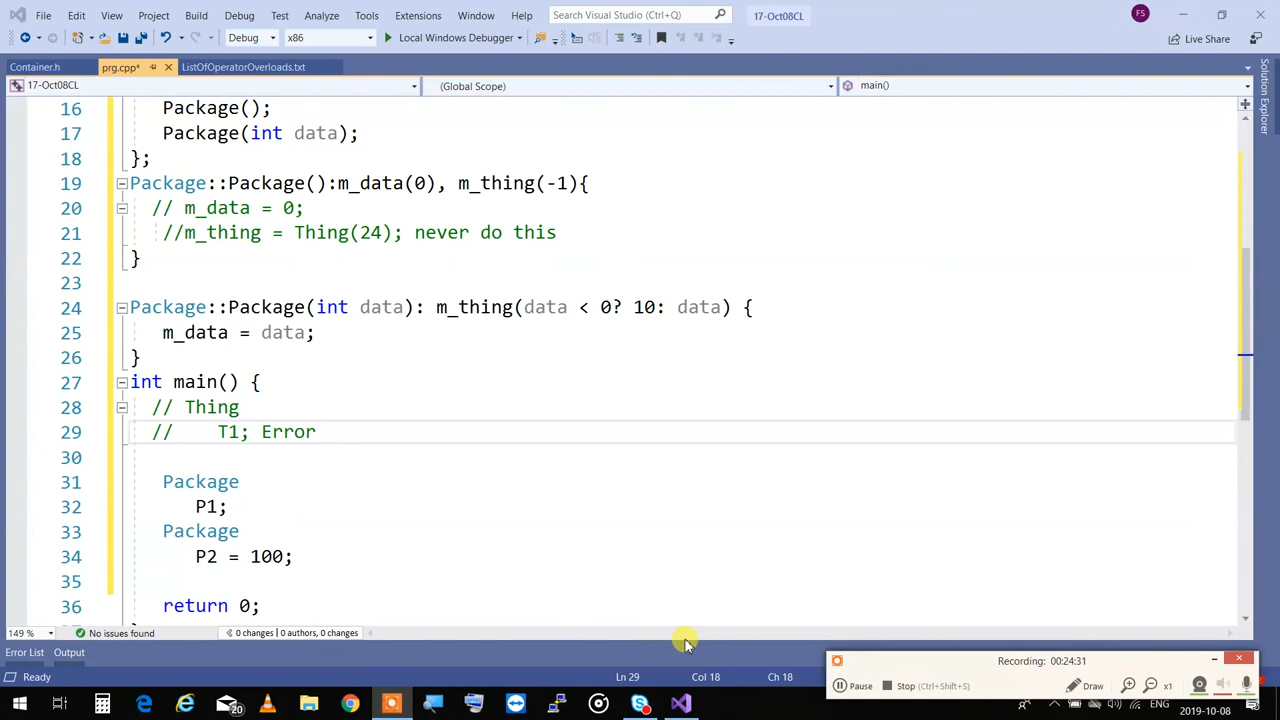 File Edit View Project Build Debug Test Analyze Tools Extensions Window Help Search Visual Studio (Ctrl+Q) 17-Oct08CL FS
Debug x86 Local Windows Debugger Live Share
Container.h prg.cpp* ListOfOperatorOverloads.txt
17-Oct08CL (Global Scope) main()
Solution Explorer
16 Package();
17 Package(int data);
18 };
19 Package::Package():m_data(0), m_thing(-1){
20 // m_data = 0;
21 //m_thing = Thing(24); never do this
22 }
23
24 Package::Package(int data): m_thing(data < 0? 10: data) {
25 m_data = data;
26 }
27 int main() {
28 // Thing
29 // T1; Error
30
31 Package
32 P1;
33 Package
34 P2 = 100;
35
36 return 0;
149 % No issues found 0 changes | 0 authors, 0 changes
Error List Output
Recording: 00:24:31
Ready Ln 29 Col 18 Ch 18
Pause Stop (Ctrl+Shift+S) Draw x1
20 ENG 2019-10-08